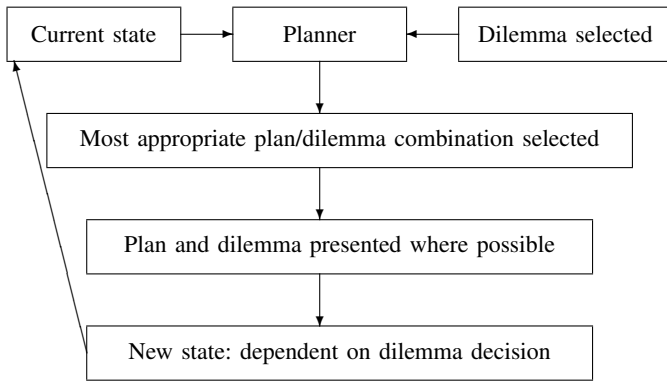 Current state
Planner
Dilemma selected
Most appropriate plan/dilemma combination selected
Plan and dilemma presented where possible
New state: dependent on dilemma decision